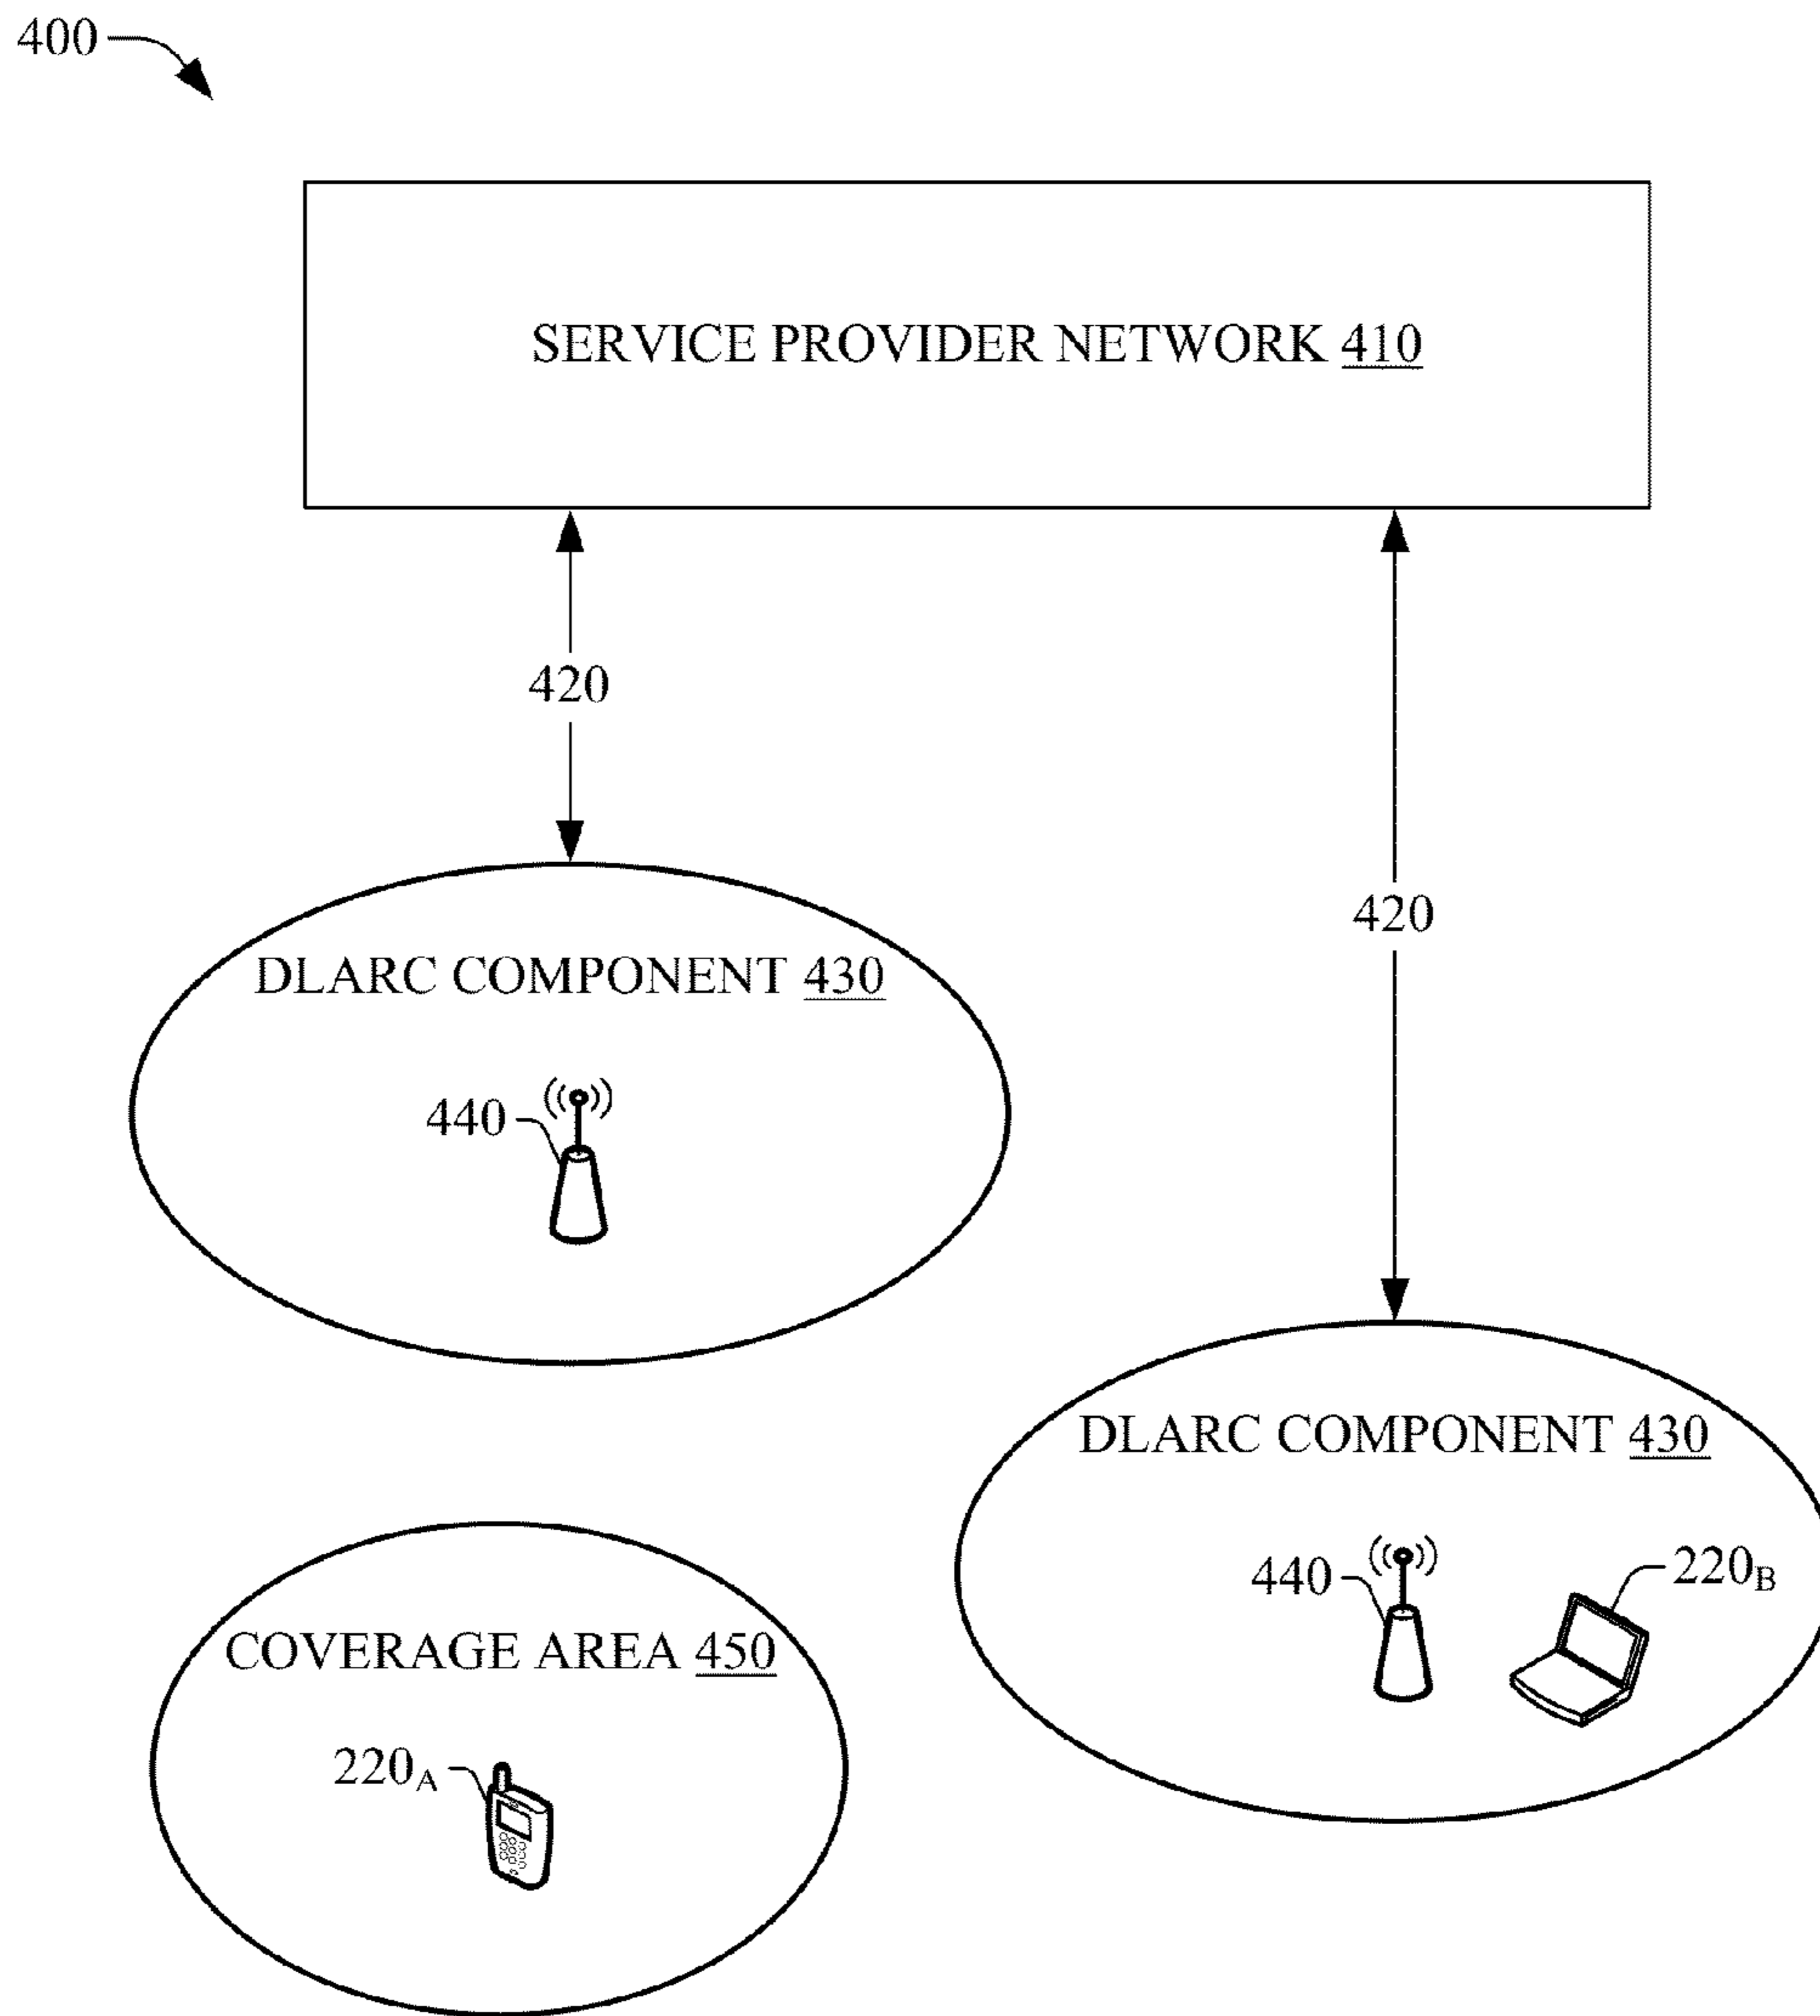 400
SERVICE PROVIDER NETWORK 410
420
420
DLARC COMPONENT 430
440
DLARC COMPONENT 430
440
220B
COVERAGE AREA 450
220A